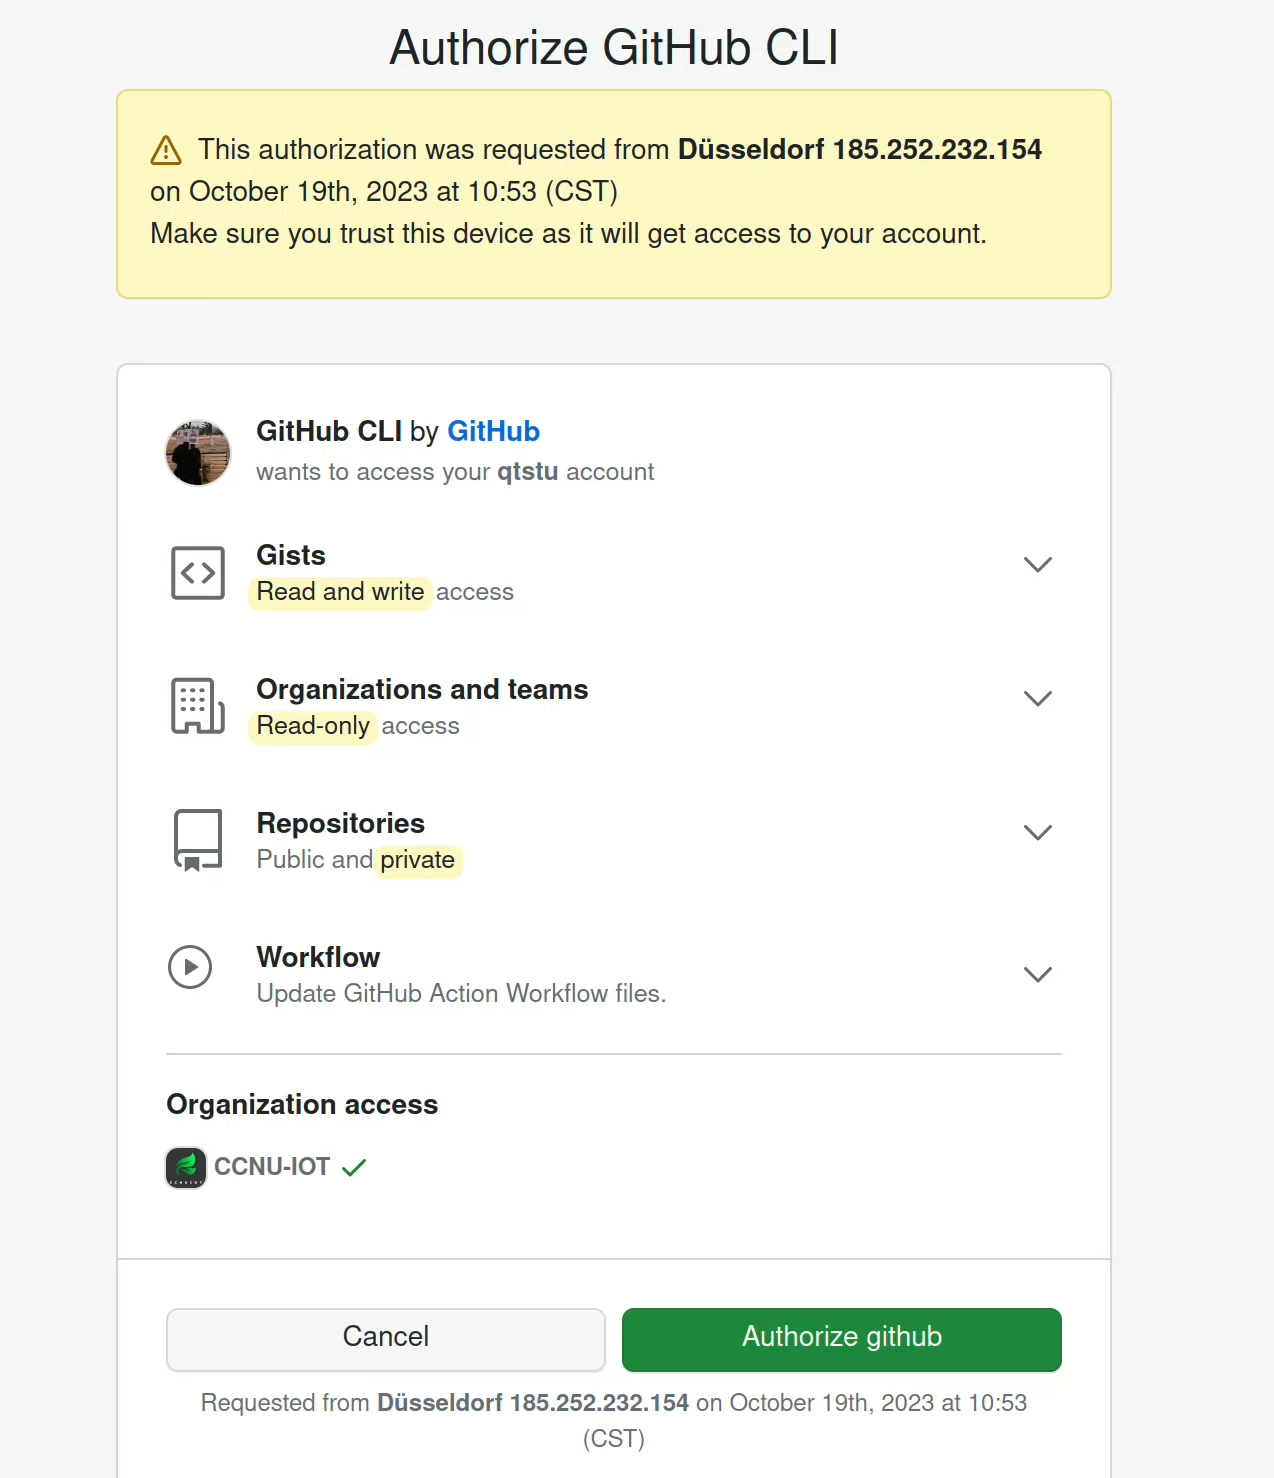 Authorize GitHub CLI
This authorization was requested from Düsseldorf 185.252.232.154
on October 19th, 2023 at 10:53 (CST)
Make sure you trust this device as it will get access to your account.
GitHub CLI by GitHub
wants to access your qtstu account
Gists
Read and write access
Organizations and teams
Read-only access
Repositories
Public and private
Workflow
Update GitHub Action Workflow files.
Organization access
CCNU-IOT
Cancel
Authorize github
Requested from Düsseldorf 185.252.232.154 on October 19th, 2023 at 10:53
(CST)